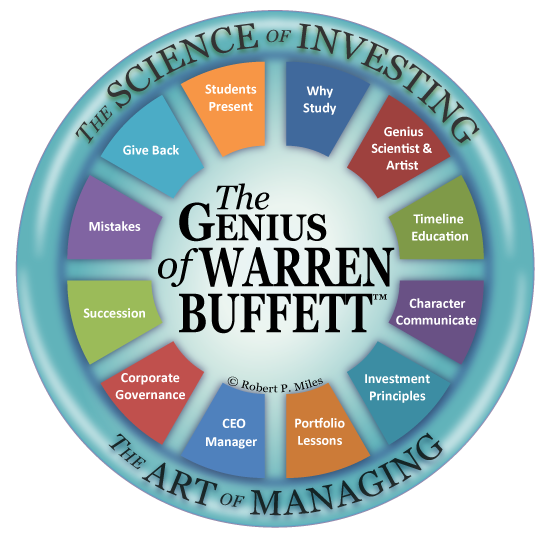 THE SCIENCE OF INVESTING
Students
Present
Why
Study
Genius
Scientist &
Artist
Timeline
Education
Character
Communicate
Investment
Principles
Portfolio
Lessons
CEO
Manager
Corporate
Governance
Succession
Mistakes
Give Back
The
GENIUS
of WARREN
BUFFETT™
© Robert P. Miles
THE ART OF MANAGING